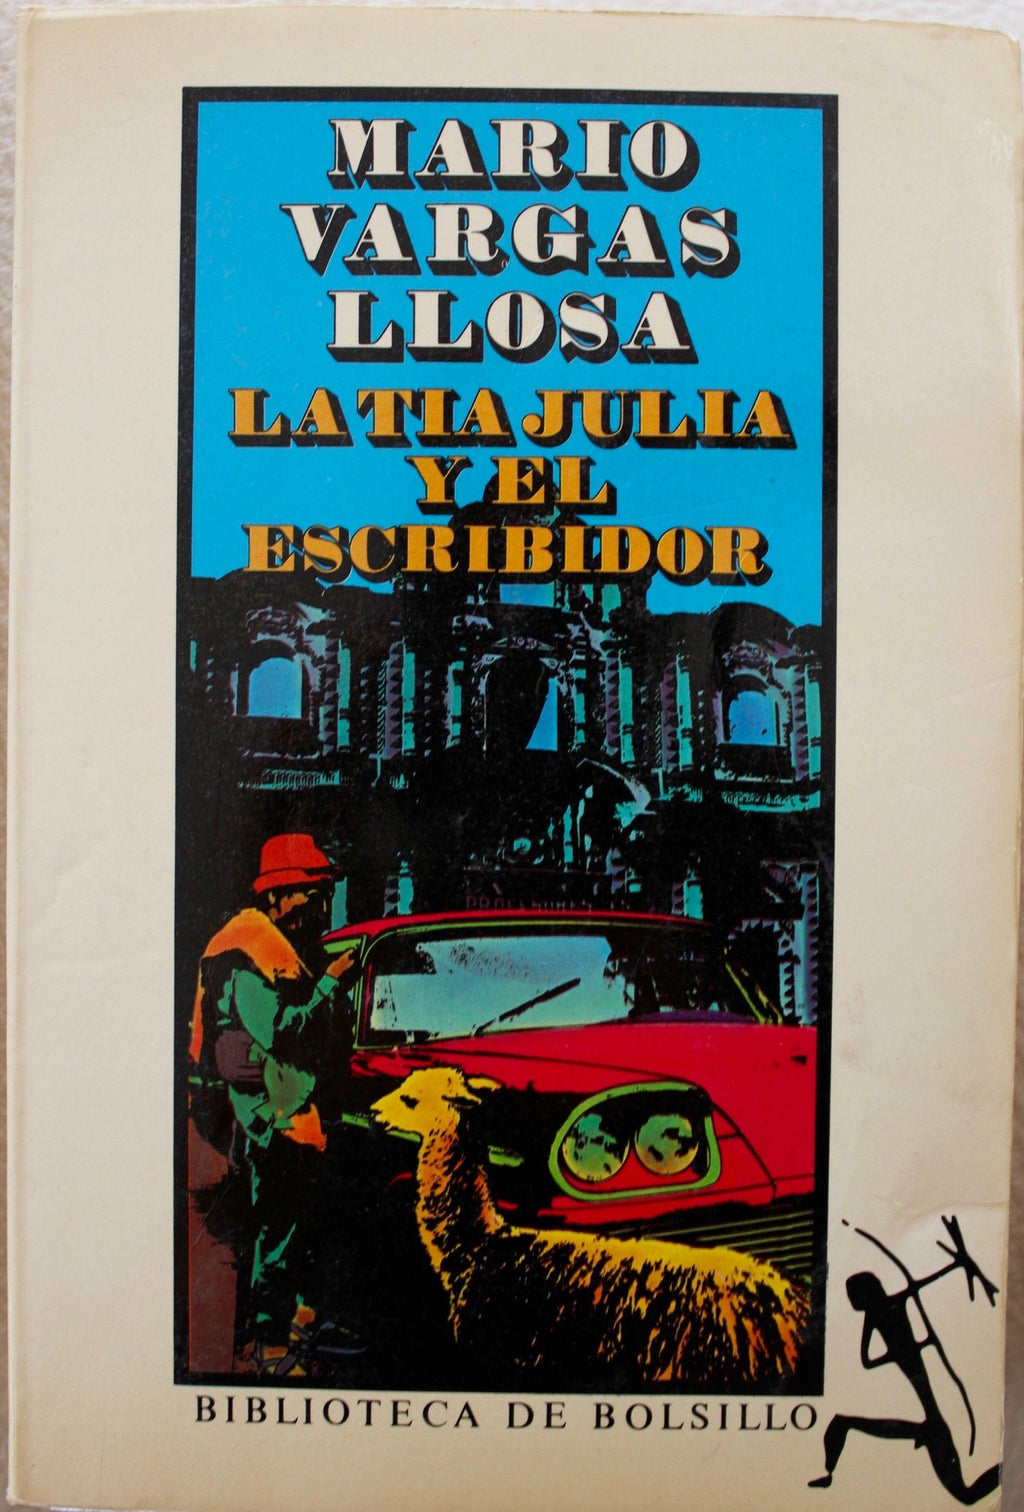 MARIO
VARGAS
LLOSA
LA TIA JULIA
Y EL
ESCRIBIDOR
BIBLIOTECA DE BOLSILLO